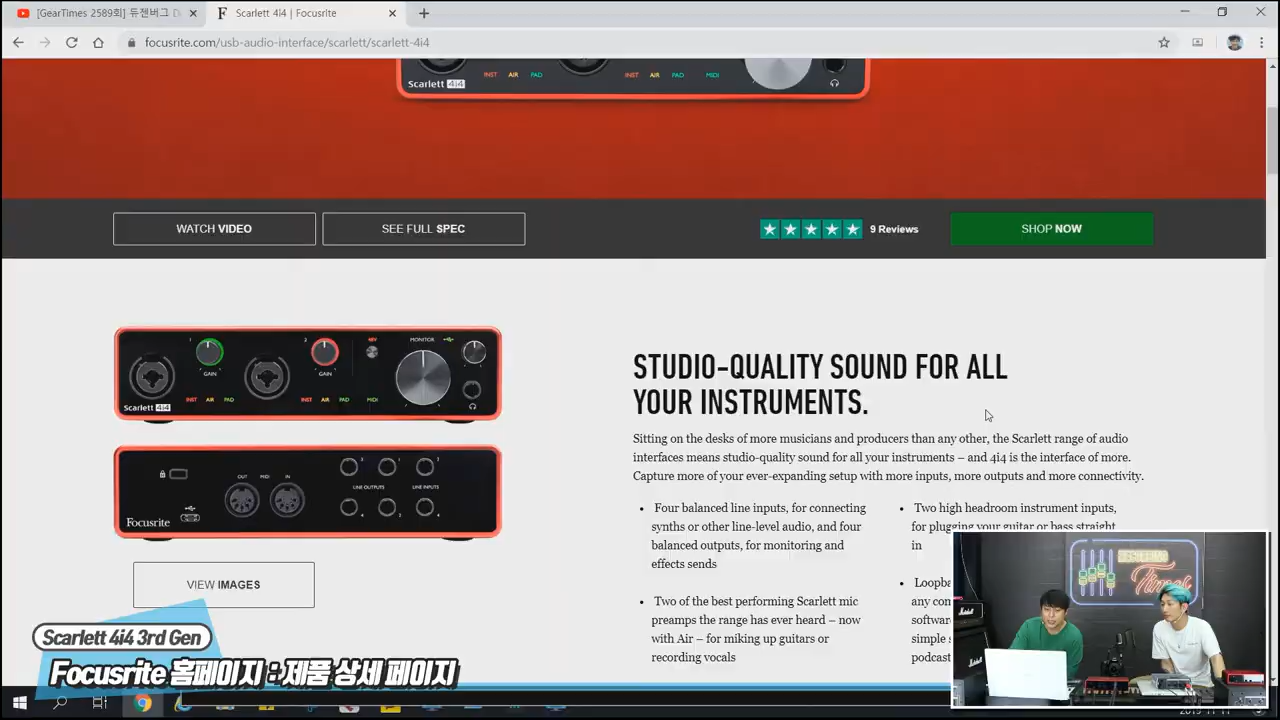 [GearTimes 2589회] 듀젠버그 D
Scarlett 4i4 | Focusrite
focusrite.com/usb-audio-interface/scarlett/scarlett-4i4
INST AIR PAD
INST AIR PAD
MIDI
Scarlett 4i4
WATCH VIDEO
SEE FULL SPEC
9 Reviews
SHOP NOW
1
2
48V
MONITOR
GAIN
GAIN
INST AIR PAD
INST AIR PAD
MIDI
Scarlett 4i4
OUT MIDI IN
LINE OUTPUTS
LINE INPUTS
Focusrite
VIEW IMAGES
STUDIO-QUALITY SOUND FOR ALL
YOUR INSTRUMENTS.
Sitting on the desks of more musicians and producers than any other, the Scarlett range of audio
interfaces means studio-quality sound for all your instruments – and 4i4 is the interface of more.
Capture more of your ever-expanding setup with more inputs, more outputs and more connectivity.
Four balanced line inputs, for connecting
synths or other line-level audio, and four
balanced outputs, for monitoring and
effects sends
Two of the best performing Scarlett mic
preamps the range has ever heard – now
with Air – for miking up guitars or
recording vocals
Two high headroom instrument inputs,
for plugging your guitar or bass straight
in
any
simple
Marshall
Scarlett 4i4 3rd Gen
Focusrite 홈페이지 : 제품 상세 페이지